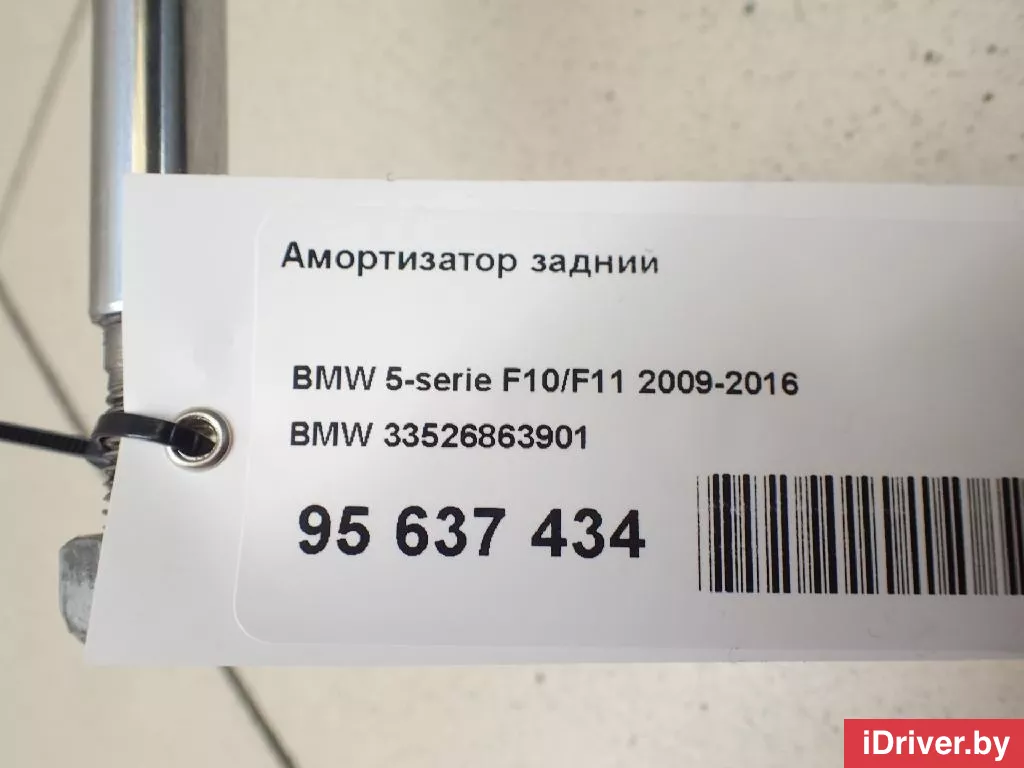 Амортизатор задний
BMW 5-serie F10/F11 2009-2016
BMW 33526863901
95 637 434
iDriver.by